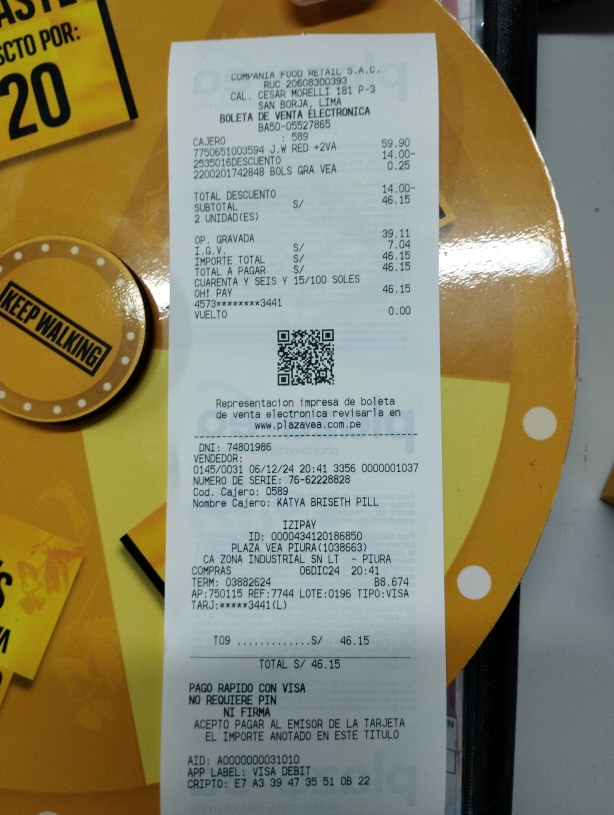 SCTO POR:
20
KEEP WALKING
COMPANIA FOOD RETAIL S.A.C.
RUC 20608300393
CAL. CESAR MORELLI 181 P-3
SAN BORJA, LIMA
BOLETA DE VENTA ELECTRONICA
BA50-05527865
CAJERO : 589
7750651003594 J.W RED +2VA 59.90
2535016DESCUENTO 14.00-
2200201742848 BOLS GRA VEA 0.25
TOTAL DESCUENTO 14.00-
SUBTOTAL S/ 46.15
2 UNIDAD(ES)
OP. GRAVADA 39.11
I.G.V S/ 7.04
IMPORTE TOTAL S/ 46.15
TOTAL A PAGAR S/ 46.15
CUARENTA Y SEIS Y 15/100 SOLES
OH! PAY 46.15
4573********3441
VUELTO 0.00
Representacion impresa de boleta
de venta electronica revisarla en
www.plazavea.com.pe
DNI: 74801986
VENDEDOR:
0145/0031 06/12/24 20:41 3356 0000001037
NUMERO DE SERIE: 76-62228828
Cod. Cajero: 0589
Nombre Cajero: KATYA BRISETH PILL
IZIPAY
ID: 0000434120186850
PLAZA VEA PIURA(1038663)
CA ZONA INDUSTRIAL SN LT - PIURA
COMPRAS 06DIC24 20:41
TERM: 03882624 B8.674
AP:750115 REF:7744 LOTE:0196 TIPO:VISA
TARJ:*****3441(L)
T09 .............S/ 46.15
TOTAL S/ 46.15
PAGO RAPIDO CON VISA
NO REQUIERE PIN
NI FIRMA
ACEPTO PAGAR AL EMISOR DE LA TARJETA
EL IMPORTE ANOTADO EN ESTE TITULO
AID: A0000000031010
APP LABEL: VISA DEBIT
CRIPTO: E7 A3 39 47 35 51 0B 22